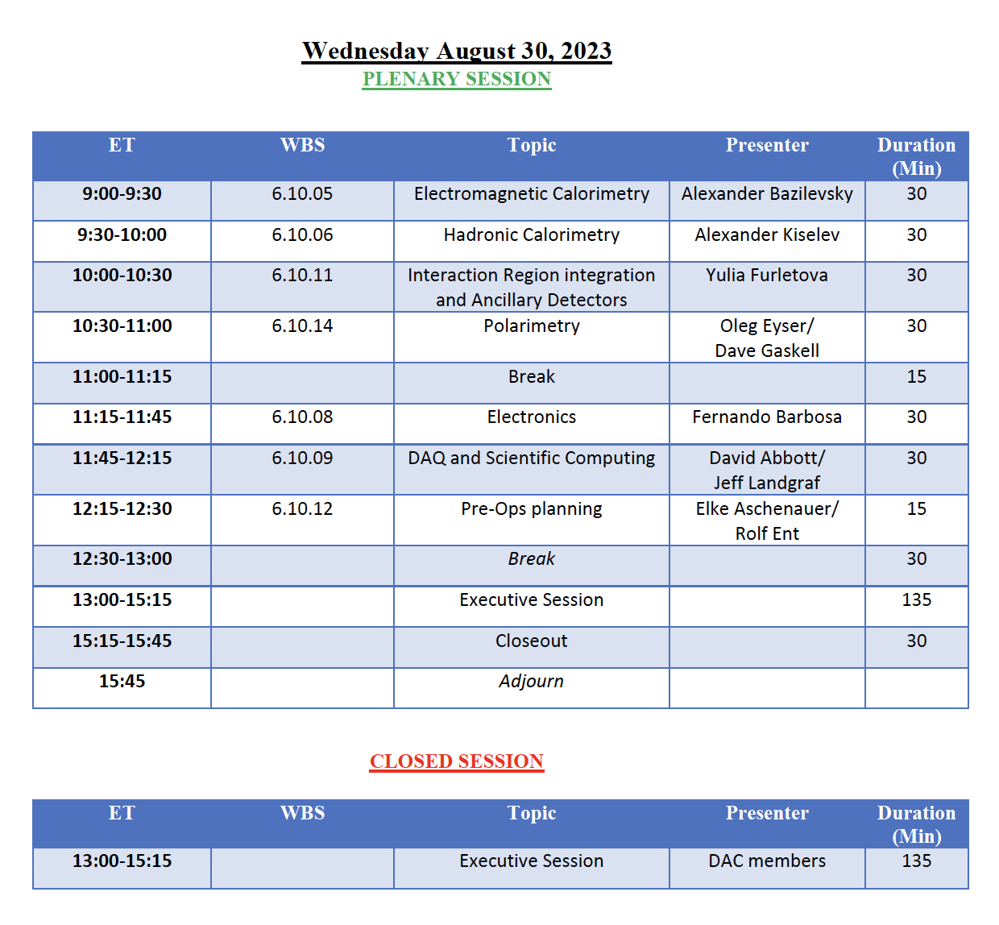 Wednesday August 30, 2023
PLENARY SESSION
ET WBS Topic Presenter Duration
(Min)
9:00-9:30 6.10.05 Electromagnetic Calorimetry Alexander Bazilevsky 30
9:30-10:00 6.10.06 Hadronic Calorimetry Alexander Kiselev 30
10:00-10:30 6.10.11 Interaction Region integration Yulia Furletova 30
and Ancillary Detectors
10:30-11:00 6.10.14 Polarimetry Oleg Eyser/ 30
Dave Gaskell
11:00-11:15 Break 15
11:15-11:45 6.10.08 Electronics Fernando Barbosa 30
11:45-12:15 6.10.09 DAQ and Scientific Computing David Abbott/ 30
Jeff Landgraf
12:15-12:30 6.10.12 Pre-Ops planning Elke Aschenauer/ 15
Rolf Ent
12:30-13:00 Break 30
13:00-15:15 Executive Session 135
15:15-15:45 Closeout 30
15:45 Adjourn
CLOSED SESSION
ET WBS Topic Presenter Duration
(Min)
13:00-15:15 Executive Session DAC members 135